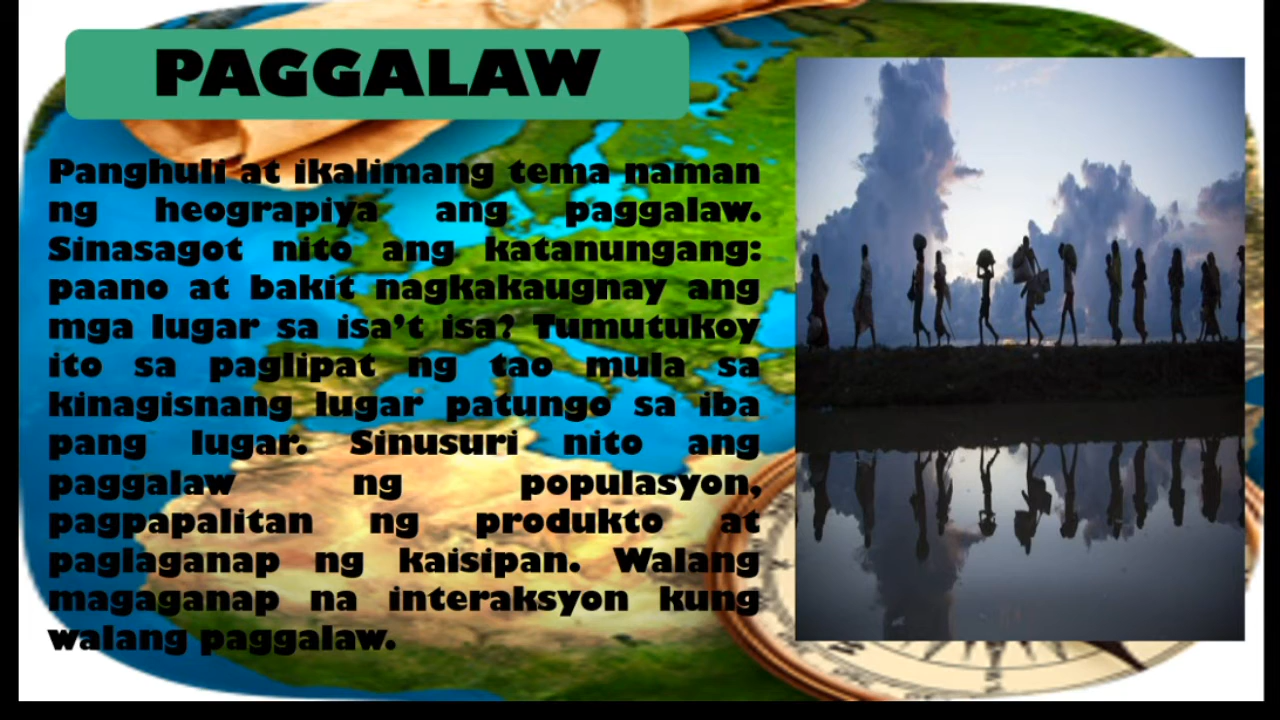 PAGGALAW
Panghuli at ikalimang tema naman
ng heograpiya ang paggalaw.
Sinasagot nito ang katanungang:
paano at bakit nagkakaugnay ang
mga lugar sa isa't isa? Tumutukoy
ito sa paglipat ng tao mula sa
kinagisnang lugar patungo sa iba
pang lugar. Sinusuri nito ang
paggalaw ng populasyon,
pagpapalitan ng produkto at
paglaganap ng kaisipan. Walang
magaganap na interaksyon kung
walang paggalaw.